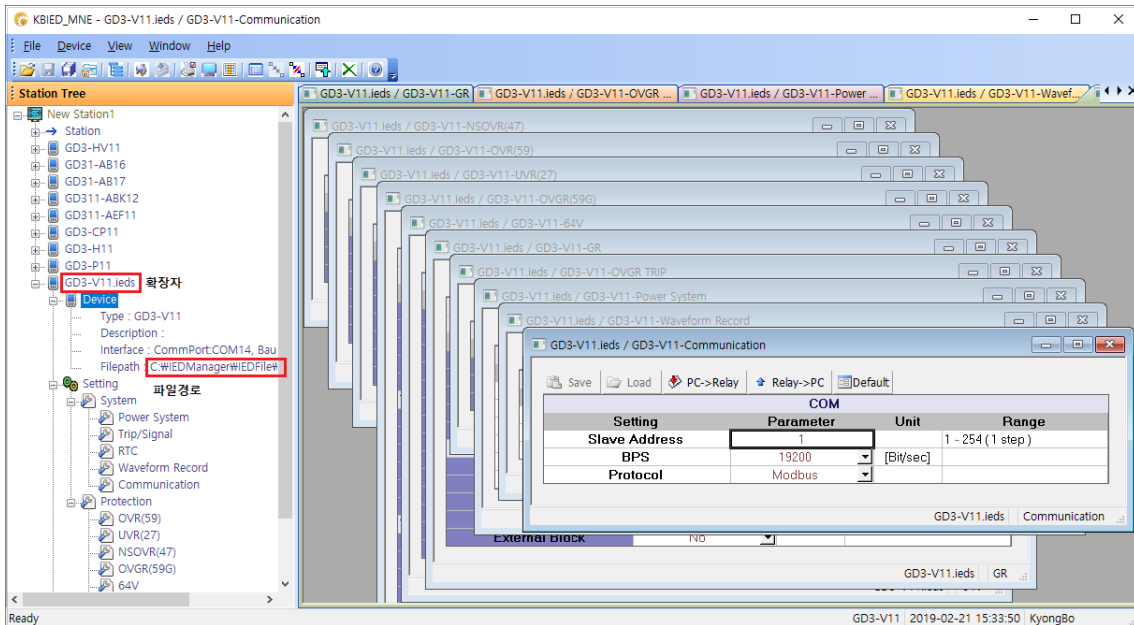 KBIED_MNE - GD3-V11.ieds / GD3-V11-Communication
File Device View Window Help
Station Tree
GD3-V11.ieds / GD3-V11-GR
GD3-V11.ieds / GD3-V11-OVGR ...
GD3-V11.ieds / GD3-V11-Power ...
GD3-V11.ieds / GD3-V11-Wavef...
New Station1
Station
GD3-HV11
GD31-AB16
GD31-AB17
GD311-ABK12
GD311-AEF11
GD3-CP11
GD3-H11
GD3-P11
GD3-V11.ieds 확장자
Device
Type : GD3-V11
Description :
Interface : CommPort:COM14, Bau
Filepath : C:₩IEDManager₩IEDFile₩
파일경로
Setting
System
Power System
Trip/Signal
RTC
Waveform Record
Communication
Protection
OVR(59)
UVR(27)
NSOVR(47)
OVGR(59G)
64V
GD3-V11.ieds / GD3-V11-NSOVR(47)
GD3-V11.ieds / GD3-V11-OVR(59)
GD3-V11.ieds / GD3-V11-UVR(27)
GD3-V11.ieds / GD3-V11-OVGR(59G)
GD3-V11.ieds / GD3-V11-64V
GD3-V11.ieds / GD3-V11-GR
GD3-V11.ieds / GD3-V11-OVGR TRIP
GD3-V11.ieds / GD3-V11-Power System
GD3-V11.ieds / GD3-V11-Waveform Record
GD3-V11.ieds / GD3-V11-Communication
Save Load PC->Relay Relay->PC Default
COM
Setting Parameter Unit Range
Slave Address 1 1 - 254 ( 1 step )
BPS 19200 [Bit/sec]
Protocol Modbus
GD3-V11.ieds Communication
External Block No
GD3-V11.ieds GR
Ready
GD3-V11 2019-02-21 15:33:50 KyongBo